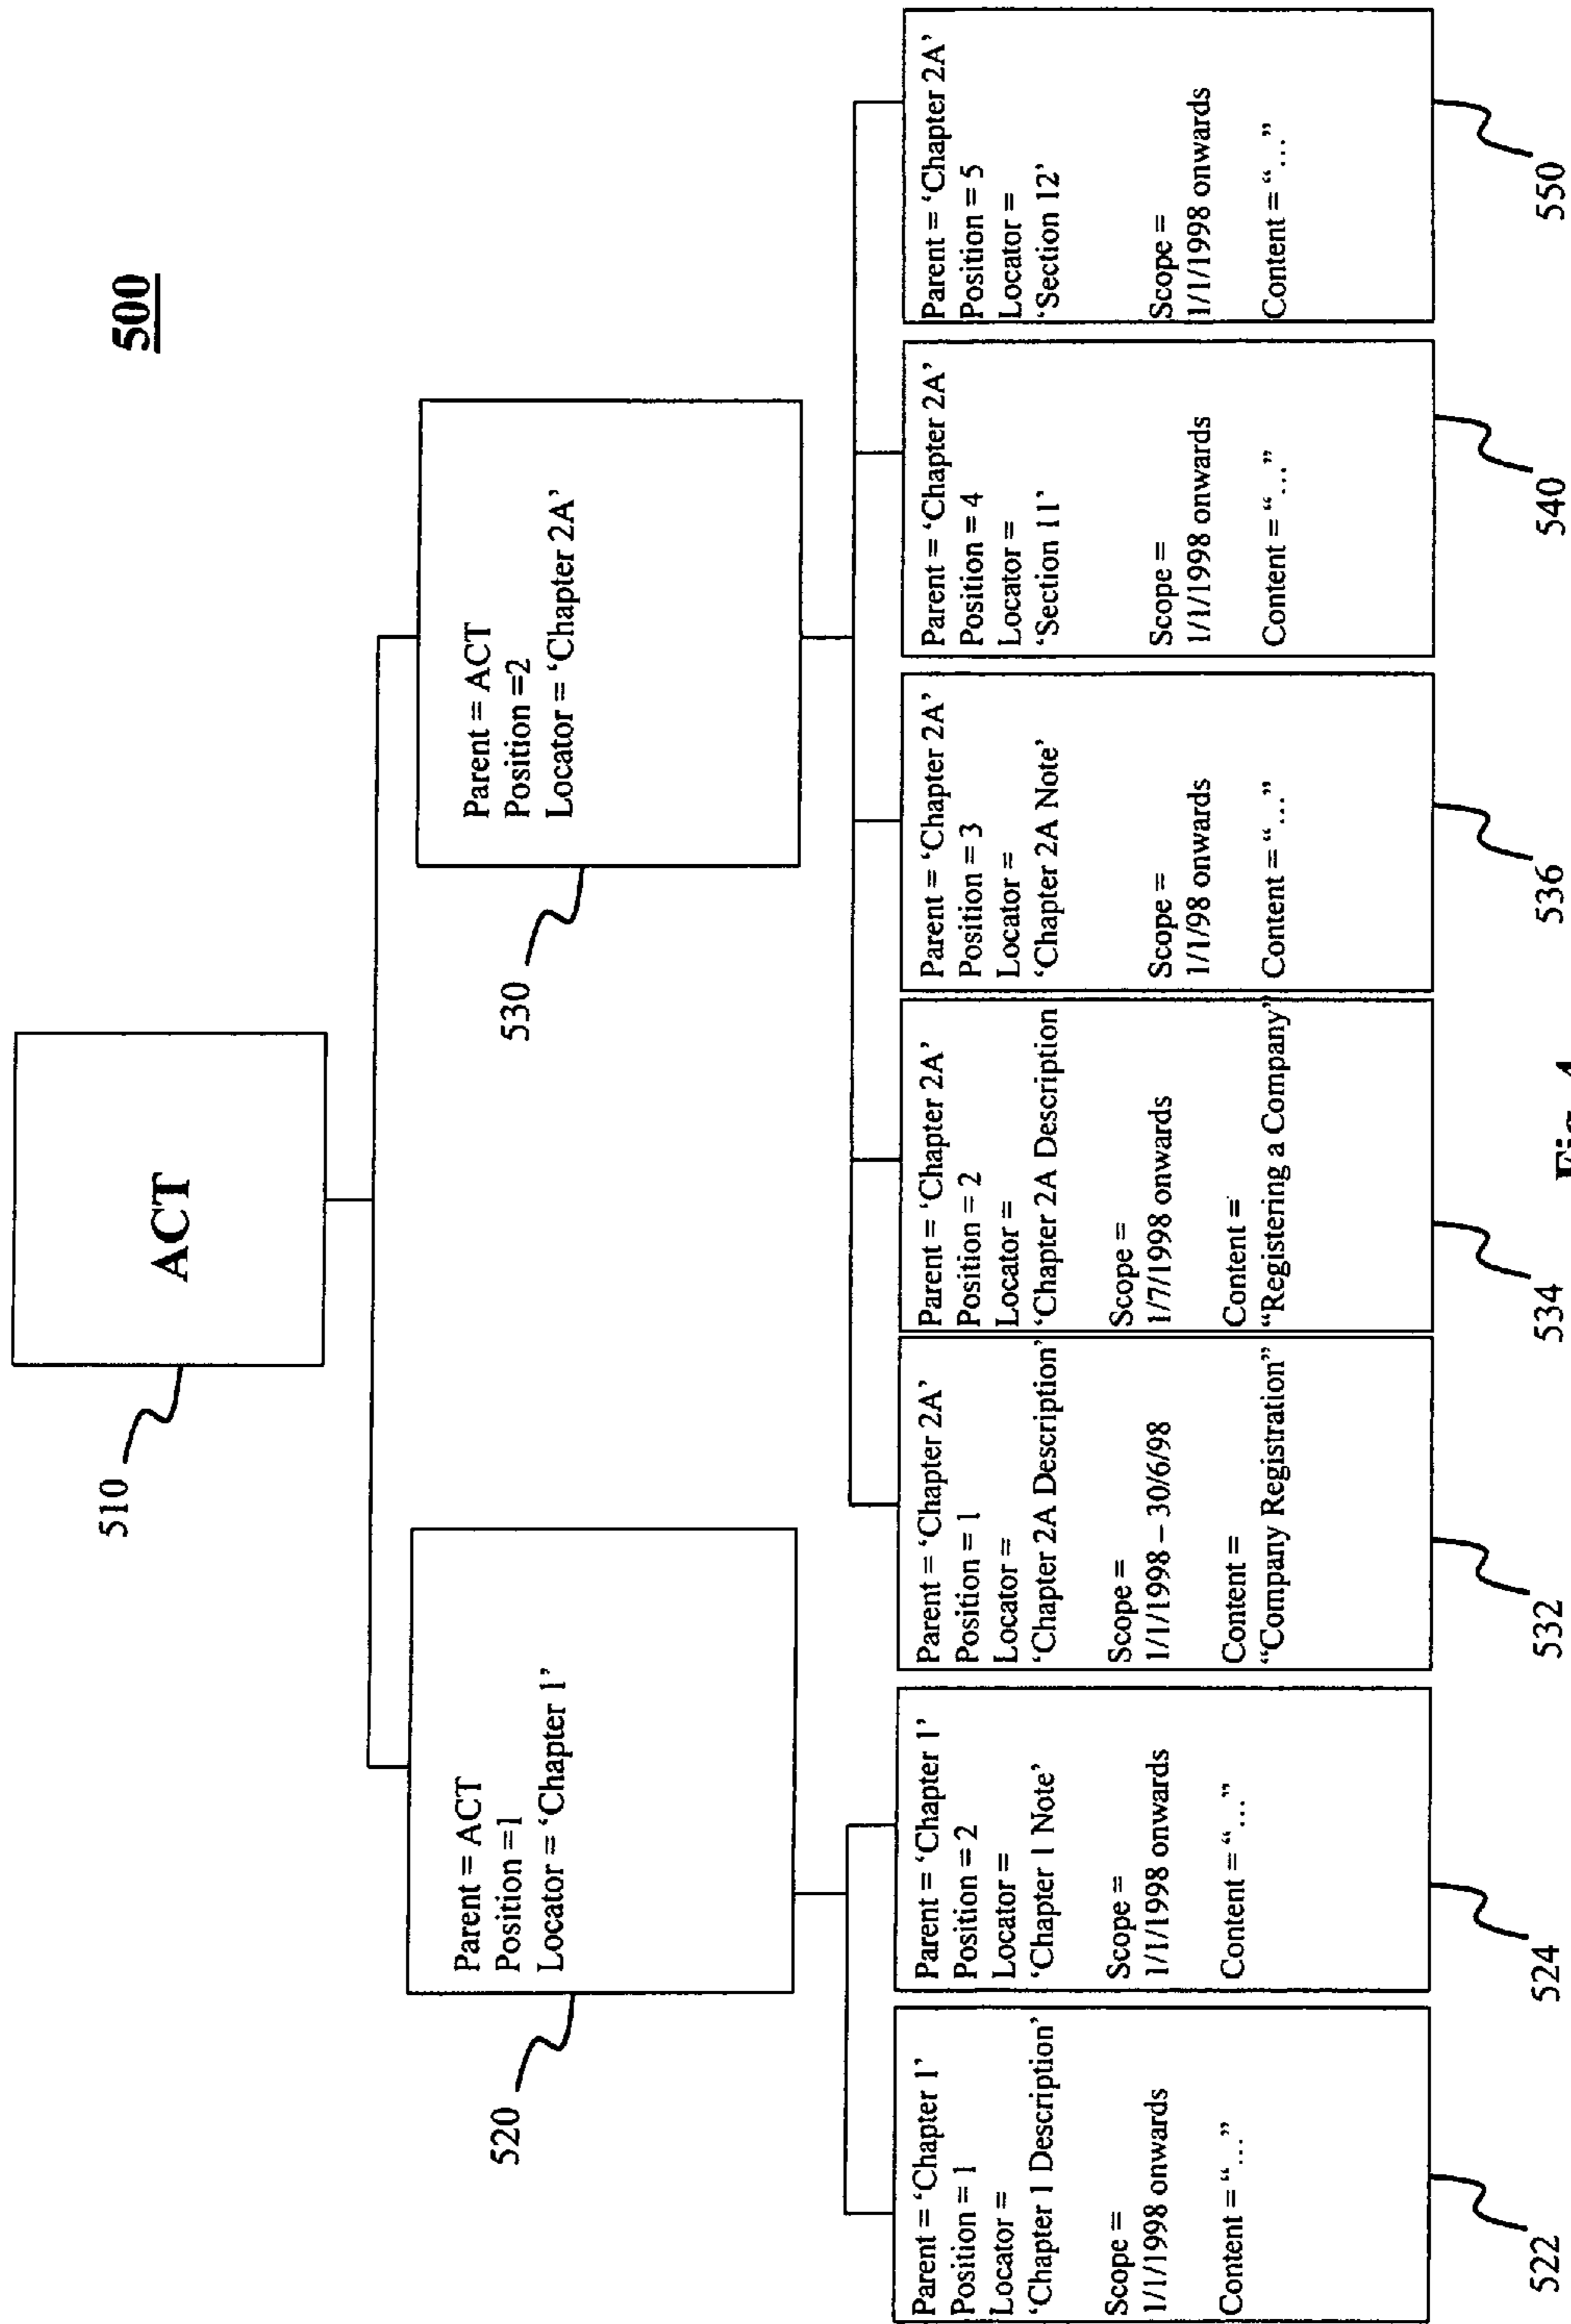 500
ACT
510
Parent = ACT
Position =1
Locator = ‘Chapter 1’
520
Parent = ACT
Position =2
Locator = ‘Chapter 2A’
530
Parent = ‘Chapter 1’
Position = 1
Locator =
‘Chapter 1 Description’
Scope =
1/1/1998 onwards
Content = “...”
522
Parent = ‘Chapter 1’
Position = 2
Locator =
‘Chapter 1 Note’
Scope =
1/1/1998 onwards
Content = “...”
524
Parent = ‘Chapter 2A’
Position = 1
Locator =
‘Chapter 2A Description’
Scope =
1/1/1998 – 30/6/98
Content =
“Company Registration”
532
Parent = ‘Chapter 2A’
Position = 2
Locator =
‘Chapter 2A Description
Scope =
1/7/1998 onwards
Content =
“Registering a Company”
534
Parent = ‘Chapter 2A’
Position = 3
Locator =
‘Chapter 2A Note’
Scope =
1/1/98 onwards
Content = “...”
536
Parent = ‘Chapter 2A’
Position = 4
Locator =
‘Section 11’
Scope =
1/1/1998 onwards
Content = “...”
540
Parent = ‘Chapter 2A’
Position = 5
Locator =
‘Section 12’
Scope =
1/1/1998 onwards
Content = “...”
550
Fig. 4